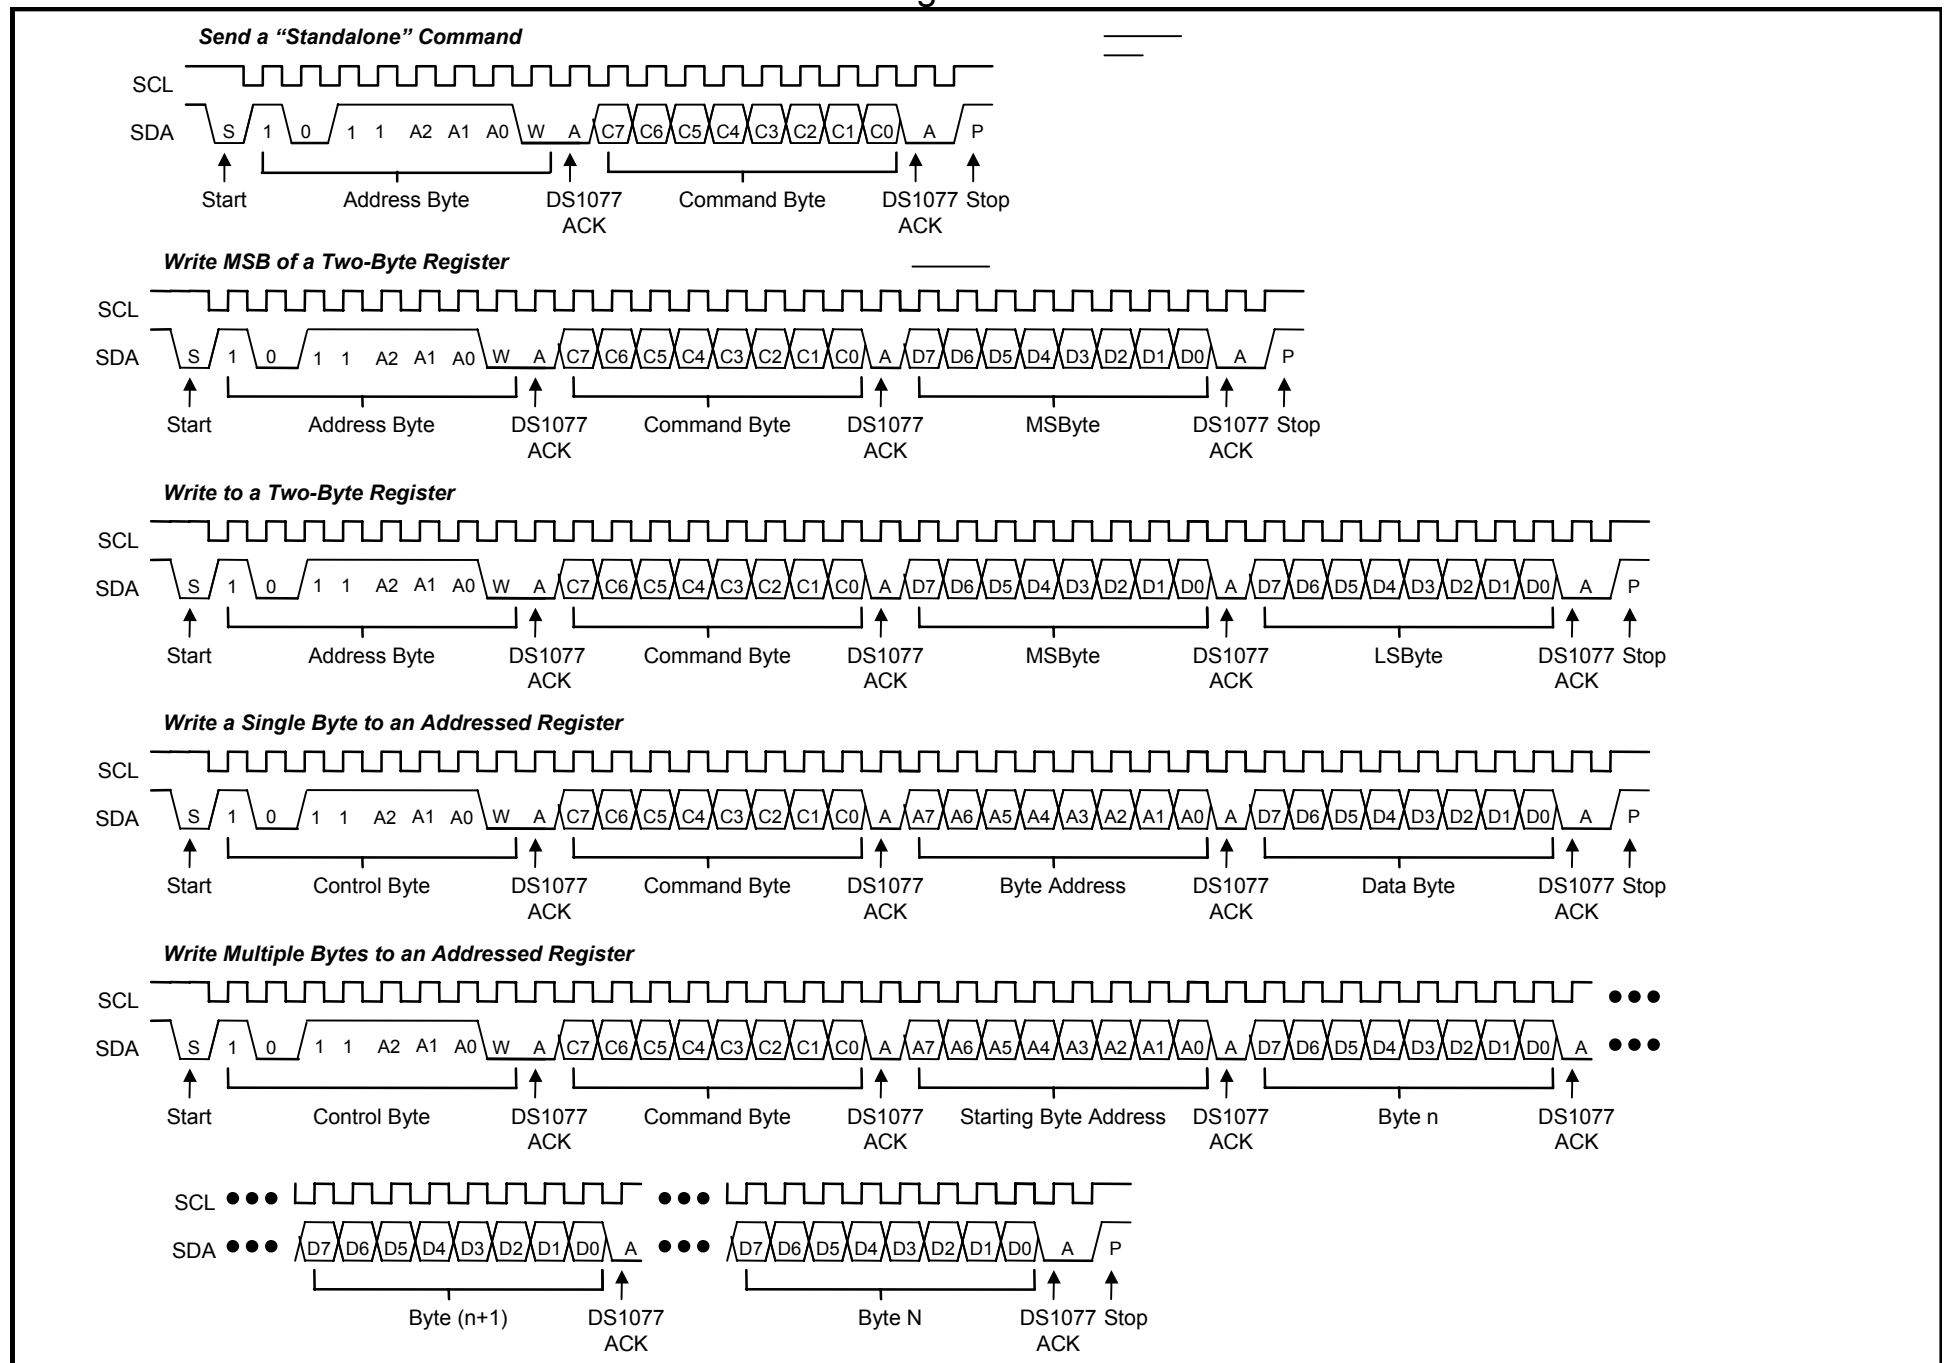 Send a “Standalone” Command
SCL
SDA S 1 0 1 1 A2 A1 A0 W A C7 C6 C5 C4 C3 C2 C1 C0 A P
Start Address Byte DS1077 Command Byte DS1077 Stop
ACK ACK
Write MSB of a Two-Byte Register
SCL
SDA S 1 0 1 1 A2 A1 A0 W A C7 C6 C5 C4 C3 C2 C1 C0 A D7 D6 D5 D4 D3 D2 D1 D0 A P
Start Address Byte DS1077 Command Byte DS1077 MSByte DS1077 Stop
ACK ACK ACK
Write to a Two-Byte Register
SCL
SDA S 1 0 1 1 A2 A1 A0 W A C7 C6 C5 C4 C3 C2 C1 C0 A D7 D6 D5 D4 D3 D2 D1 D0 A D7 D6 D5 D4 D3 D2 D1 D0 A P
Start Address Byte DS1077 Command Byte DS1077 MSByte DS1077 LSByte DS1077 Stop
ACK ACK ACK ACK
Write a Single Byte to an Addressed Register
SCL
SDA S 1 0 1 1 A2 A1 A0 W A C7 C6 C5 C4 C3 C2 C1 C0 A A7 A6 A5 A4 A3 A2 A1 A0 A D7 D6 D5 D4 D3 D2 D1 D0 A P
Start Control Byte DS1077 Command Byte DS1077 Byte Address DS1077 Data Byte DS1077 Stop
ACK ACK ACK ACK
Write Multiple Bytes to an Addressed Register
SCL •••
SDA S 1 0 1 1 A2 A1 A0 W A C7 C6 C5 C4 C3 C2 C1 C0 A A7 A6 A5 A4 A3 A2 A1 A0 A D7 D6 D5 D4 D3 D2 D1 D0 A •••
Start Control Byte DS1077 Command Byte DS1077 Starting Byte Address DS1077 Byte n DS1077
ACK ACK ACK ACK
SCL ••• •••
SDA ••• D7 D6 D5 D4 D3 D2 D1 D0 A ••• D7 D6 D5 D4 D3 D2 D1 D0 A P
Byte (n+1) DS1077 Byte N DS1077 Stop
ACK ACK